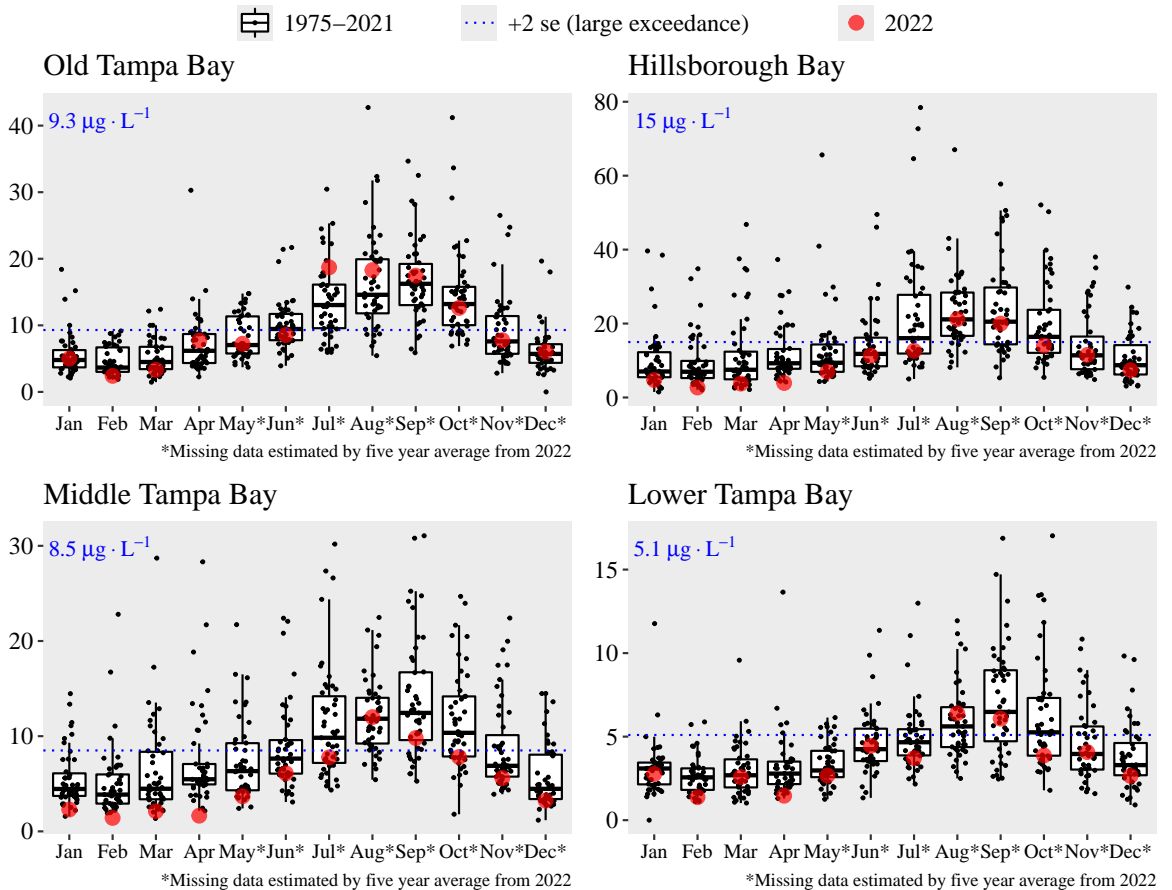 1975–2021 +2 se (large exceedance) 2022
Old Tampa Bay
9.3 μg · L⁻¹
40
30
20
10
0
Jan Feb Mar Apr May* Jun* Jul* Aug* Sep* Oct* Nov* Dec*
*Missing data estimated by five year average from 2022
Hillsborough Bay
15 μg · L⁻¹
80
60
40
20
0
Jan Feb Mar Apr May* Jun* Jul* Aug* Sep* Oct* Nov* Dec*
*Missing data estimated by five year average from 2022
Middle Tampa Bay
8.5 μg · L⁻¹
30
20
10
0
Jan Feb Mar Apr May* Jun* Jul* Aug* Sep* Oct* Nov* Dec*
*Missing data estimated by five year average from 2022
Lower Tampa Bay
5.1 μg · L⁻¹
15
10
5
0
Jan Feb Mar Apr May* Jun* Jul* Aug* Sep* Oct* Nov* Dec*
*Missing data estimated by five year average from 2022